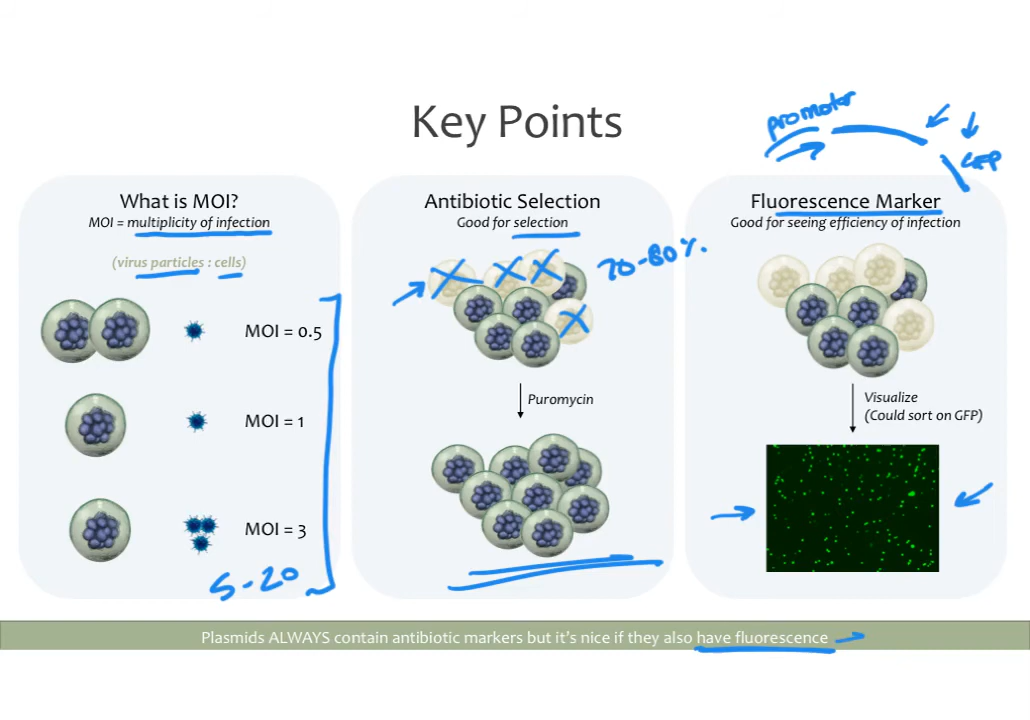 Key Points
promoter
GFP
What is MOI?
MOI = multiplicity of infection
(virus particles : cells)
MOI = 0.5
MOI = 1
MOI = 3
5-20
Antibiotic Selection
Good for selection
70-80%.
Puromycin
Fluorescence Marker
Good for seeing efficiency of infection
Visualize
(Could sort on GFP)
Plasmids ALWAYS contain antibiotic markers but it's nice if they also have fluorescence